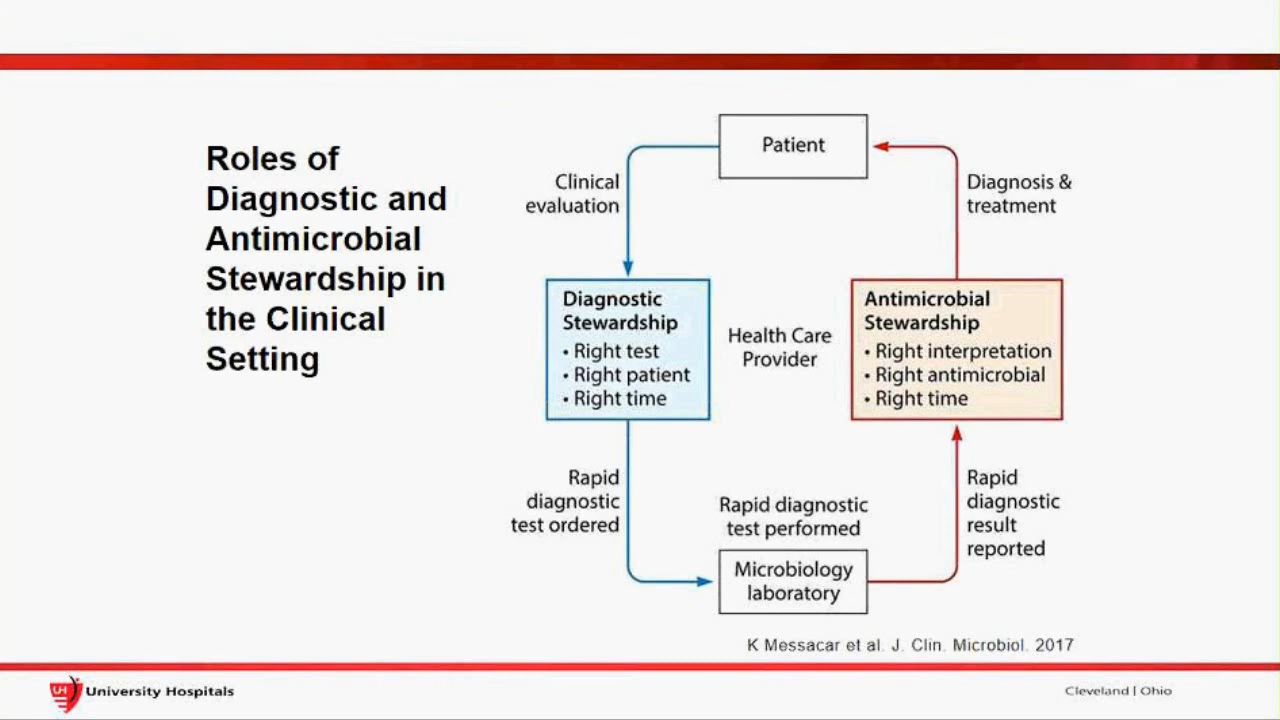 Roles of
Diagnostic and
Antimicrobial
Stewardship in
the Clinical
Setting
Patient
Clinical
evaluation
Diagnosis &
treatment
Diagnostic
Stewardship
• Right test
• Right patient
• Right time
Health Care
Provider
Antimicrobial
Stewardship
• Right interpretation
• Right antimicrobial
• Right time
Rapid
diagnostic
test ordered
Rapid diagnostic
test performed
Rapid
diagnostic
result
reported
Microbiology
laboratory
K Messacar et al. J. Clin. Microbiol. 2017
UH University Hospitals
Cleveland | Ohio